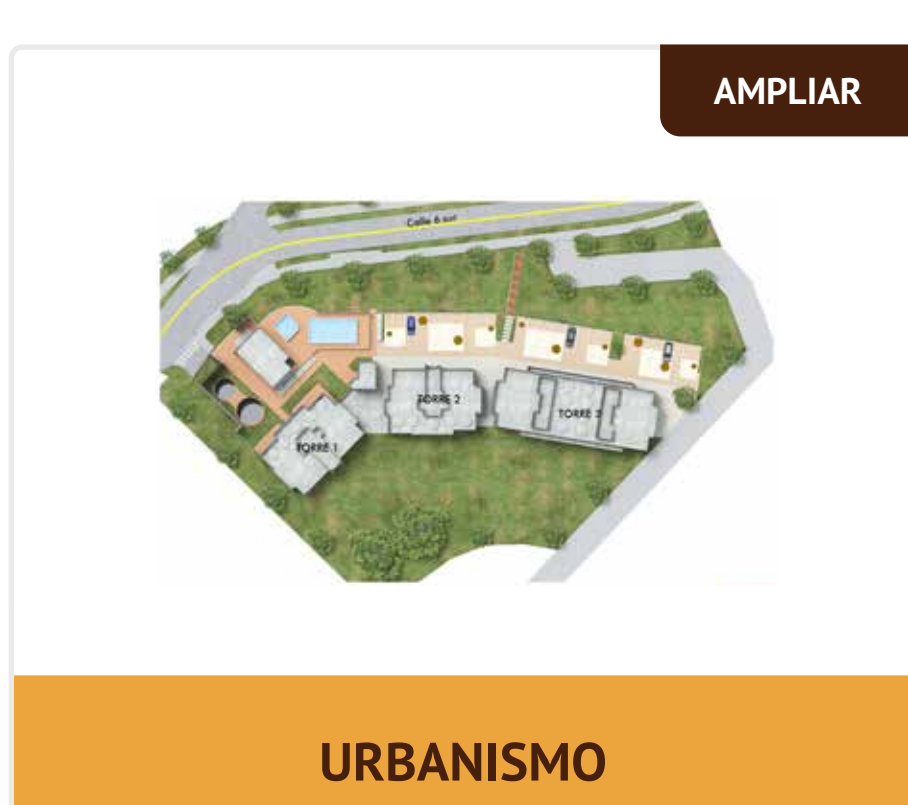 AMPLIAR
Calle 6 sur
TORRE 2
TORRE 3
TORRE 1
URBANISMO